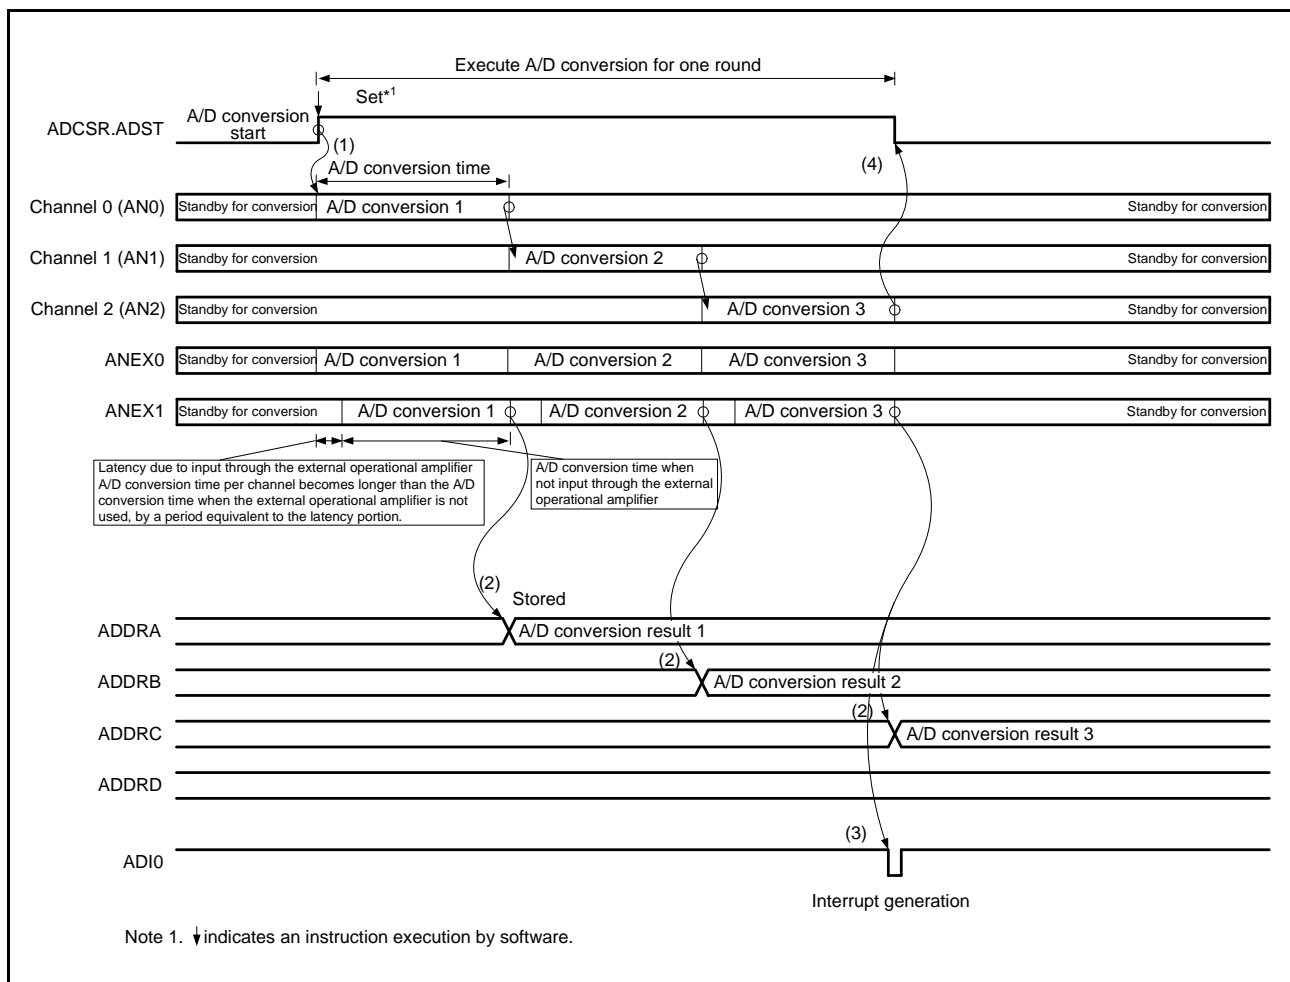 Execute A/D conversion for one round
Set*1
ADCSR.ADST
A/D conversion
start
(1)
(4)
A/D conversion time
Channel 0 (AN0)
Standby for conversion
A/D conversion 1
Standby for conversion
Channel 1 (AN1)
Standby for conversion
A/D conversion 2
Standby for conversion
Channel 2 (AN2)
Standby for conversion
A/D conversion 3
Standby for conversion
ANEX0
Standby for conversion
A/D conversion 1
A/D conversion 2
A/D conversion 3
Standby for conversion
ANEX1
Standby for conversion
A/D conversion 1
A/D conversion 2
A/D conversion 3
Standby for conversion
Latency due to input through the external operational amplifier
A/D conversion time per channel becomes longer than the A/D
conversion time when the external operational amplifier is not
used, by a period equivalent to the latency portion.
A/D conversion time when
not input through the external
operational amplifier
(2)
Stored
ADDRA
A/D conversion result 1
(2)
ADDRB
A/D conversion result 2
(2)
ADDRC
A/D conversion result 3
ADDRD
(3)
ADI0
Interrupt generation
Note 1. indicates an instruction execution by software.